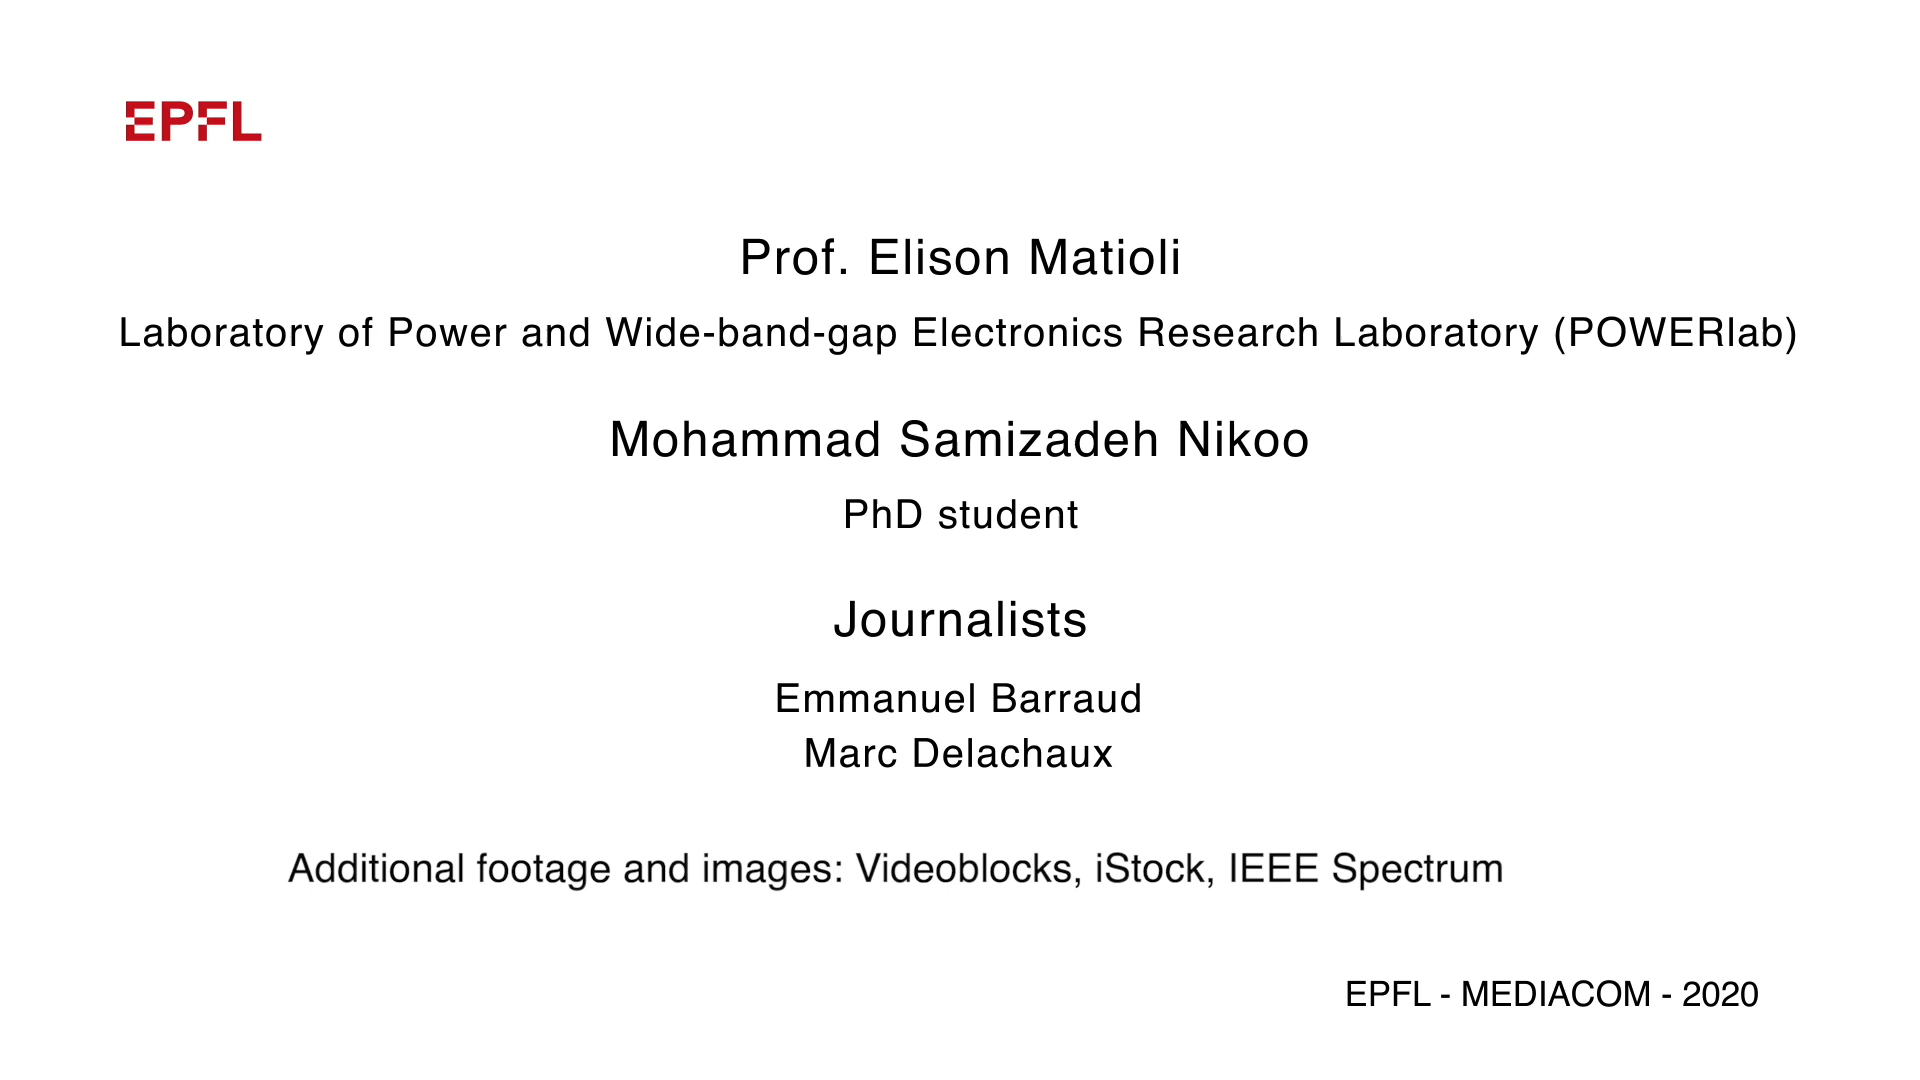 EPFL
Prof. Elison Matioli
Laboratory of Power and Wide-band-gap Electronics Research Laboratory (POWERlab)
Mohammad Samizadeh Nikoo
PhD student
Journalists
Emmanuel Barraud
Marc Delachaux
Additional footage and images: Videoblocks, iStock, IEEE Spectrum
EPFL - MEDIACOM - 2020